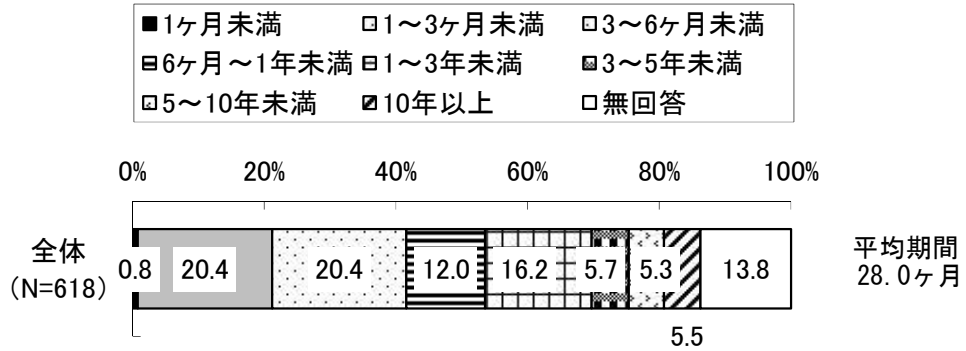 ■1ヶ月未満 1～3ヶ月未満 3～6ヶ月未満
6ヶ月～1年未満 1～3年未満 3～5年未満
5～10年未満 10年以上 無回答
0% 20% 40% 60% 80% 100%
全体
(N=618)
0.8 20.4 20.4 12.0 16.2 5.7 5.3 13.8
5.5
平均期間
28.0ヶ月